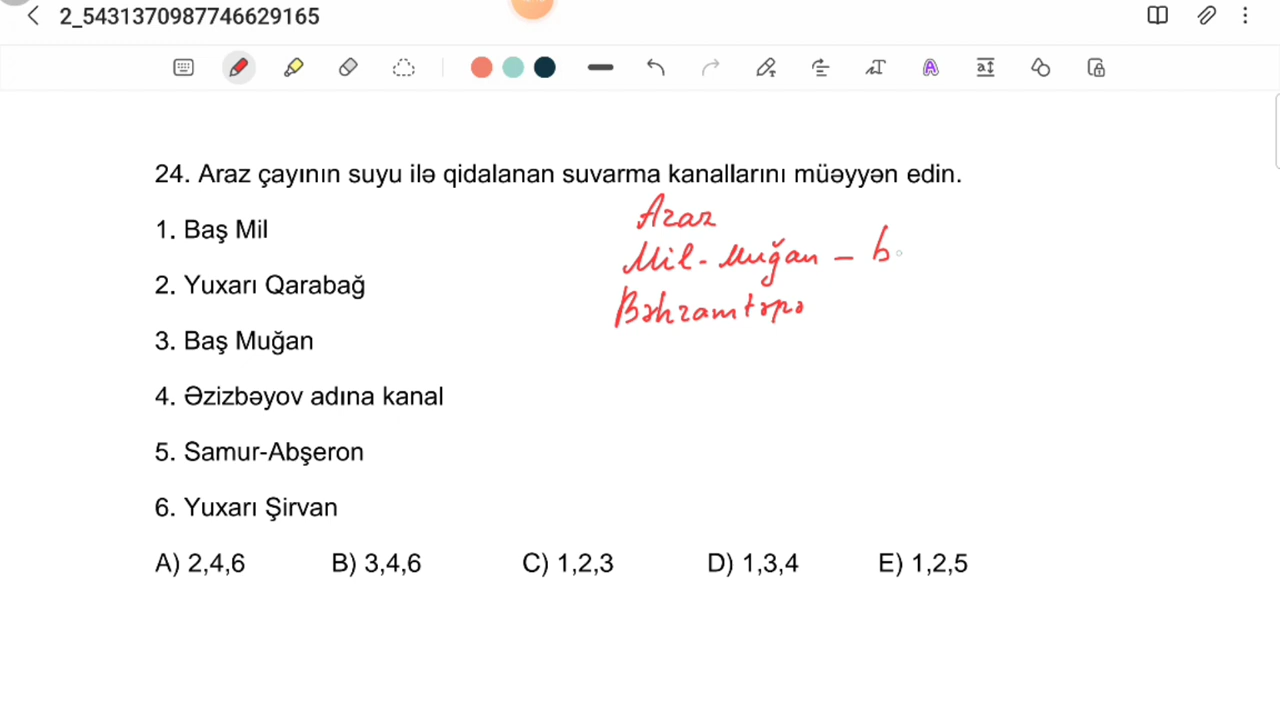 2_5431370987746629165
24. Araz çayının suyu ilə qidalanan suvarma kanallarını müəyyən edin.
Araz
1. Baş Mil
Mil-Muğan – b
2. Yuxarı Qarabağ
Bəhramtəpə
3. Baş Muğan
4. Əzizbəyov adına kanal
5. Samur-Abşeron
6. Yuxarı Şirvan
A) 2,4,6 B) 3,4,6 C) 1,2,3 D) 1,3,4 E) 1,2,5